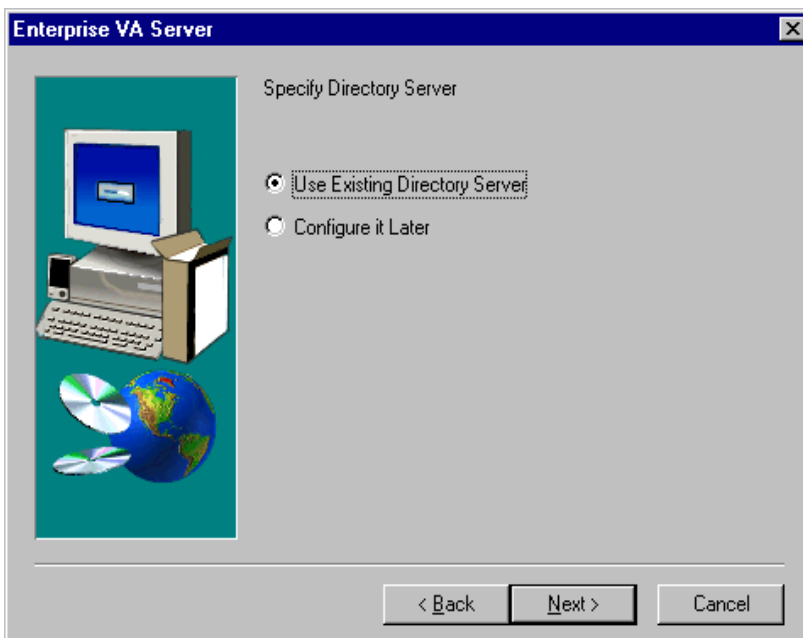 Enterprise VA Server
Specify Directory Server
Use Existing Directory Server
Configure it Later
< Back
Next >
Cancel